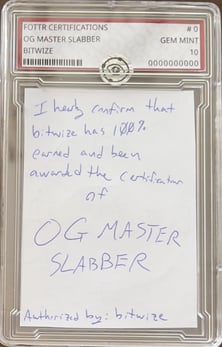 FOTTR CERTIFICATIONS # 0
OG MASTER SLABBER GEM MINT
BITWIZE 10
0000000000
I hereby confirm that
bitwize has 100%
earned and been
awarded the certification
of
OG MASTER
SLABBER
Authorized by: bitwize